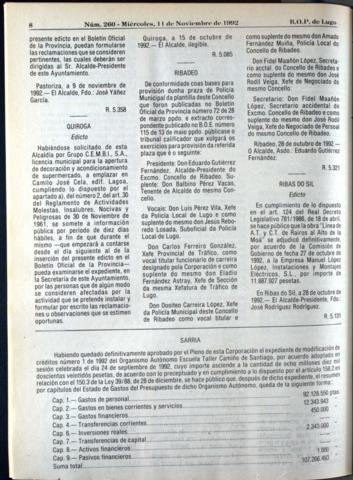 8 Núm. 260 - Miércoles, 11 de Noviembre de 1992 B.O.P. de Lugo
presente edicto en el Boletín Oficial
de la Provincia, puedan formularse
las reclamaciones que se consideren
pertinentes, las cuales deberán ser
dirigidas al Sr. Alcalde-Presidente
de este Ayuntamiento.
Pastoriza, a 9 de noviembre de
1992.— El Alcalde, Fdo.: José Yáñez
García.
R. 5.358
QUIROGA
Edicto
Habiéndose solicitado de esta
Alcaldía por Grupo C.E.M.B.I., S.A.,
licencia municipal para la apertura
de decoración y acondicionamiento
de supermercado, a emplazar en
Camilo José Cela, edif. Lagoa,
cumpliendo lo dispuesto por el
apartado a), del número 2, del art. 30
del Reglamento de Actividades
Molestas, Insalubres, Nocivas y
Peligrosas de 30 de Noviembre de
1961, se somete a información
pública por período de diez días
hábiles, a fin de que durante el
mismo —que empezará a contarse
desde el día siguiente al de la
inserción del presente edicto en el
Boletín Oficial de la Provincia—
pueda examinarse el expediente, en
la Secretaría de este Ayuntamiento,
por las personas que de algún modo
se consideren afectadas por la
actividad que se pretende instalar y
formular por escrito las reclamacio-
nes u observaciones que se estimen
oportunas.
Quiroga, a 15 de octubre de
1992.— El Alcalde, ilegible.
R. 5.085
RIBADEO
De conformidade coas bases para
provisión dunha praza de Policía
Municipal da plantilla deste Concello
que foron publicadas no Boletín
Oficial da Provincia número 72 de 28
de marzo pdto. e extracto corres-
pondente publicado no B.O.E. número
115 de 13 de maio pdto. públicase o
tribunal calificador que xulgará os
exercicios para provisión da referida
plaza que é o seguinte:
Presidente: Don Eduardo Gutiérrez
Fernández, Alcalde-Presidente do
Excmo. Concello de Ribadeo. Su-
plente: Don Balbino Pérez Vacas,
Tenente de Alcalde do mesmo Con-
cello.
Vocais: Don Luis Pérez Vila, Xefe
da Policía Local de Lugo e como
suplente do mesmo don Jesús Rebo-
redo Losada, Suboficial da Policía
Local de Lugo.
Don Carlos Ferreiro González,
Xefe Provincial de Tráfico, como
vocal titular funcionario de carreira
designado pola Corporación e como
suplente do mesmo don Eladio
Fernández Astray, Xefe de Sección
da mesma Xefatura de Tráfico de
Lugo.
Don Dositeo Carreira López, Xefe
da Policía Municipal deste Concello
de Ribadeo como vocal titular e
como suplente do mesmo don Amando
Fernández Muiña, Policía Local do
Concello de Ribadeo.
Don Fidel Maañón López, Secreta-
rio acctal. do Concello de Ribadeo e
como suplente do mesmo don José
Rodil Veiga, Xefe de Negociado do
mesmo Concello.
Secretario: Don Fidel Maañón
López, Secretario accidental do
Excmo. Concello de Ribadeo e como
suplente do mesmo don José Rodil
Veiga, Xefe do Negociado de Persoal
do mesmo Concello de Ribadeo.
Ribadeo, 28 de octubre de 1992.—
O Alcalde, Asdo.: Eduardo Gutiérrez
Fernández.
R. 5.321
RIBAS DO SIL
Edicto
En cumplimiento de lo dispuesto
en el art. 124 del Real Decreto
Legislativo 781/1986, de 18 de abril,
se hace público que la obra "Línea de
A.T. y C.T. de Rairos al Alto de la
Moá" se adjudicó definitivamente,
por acuerdo de la Comisión de
Gobierno de fecha 27 de octubre de
1992, a la empresa Manuel López
López, Instalaciones y Montajes
Eléctricos, S.L., por importe de
11.887.907 pesetas.
En Ribas do Sil, a 28 de octubre de
1992.— El Alcalde-Presidente, Fdo.:
José Rodríguez Rodríguez.
R. 5.131
SARRIA
Habiendo quedado definitivamente aprobado por el Pleno de esta Corporación el expediente de modificación de
créditos número 1 de 1992 del Organismo Autónomo Escuela Taller Camiño de Santiago, por acuerdo adoptado en
sesión celebrada el día 24 de septiembre de 1992, cuyo importe asciende a la cantidad de ocho millones diez mil
doscientas veintidós pesetas, de acuerdo con lo preceptuado y en cumplimiento a lo dispuesto por el artículo 158.2 en
relación con el 150.3 de la Ley 39/88, de 28 de diciembre, se hace público que, después de dicho expediente, el resumen
por capítulos del Estado de Gastos del Presupuesto de dicho Organismo Autónomo, queda de la siguiente forma:
Cap. 1.— Gastos de personal 92.128.550 ptas.
Cap. 2.— Gastos en bienes corrientes y servicios 12.343.943 "
Cap. 3.— Gastos financieros 450.000 "
Cap. 4.— Transferencias corrientes
Cap. 6.— Inversiones reales 2.343.000 "
Cap. 7.— Transferencias de capital
Cap. 8.— Activos financieros
Cap. 9.— Pasivos financieros 1.000 "
Suma total 107.266.493 "